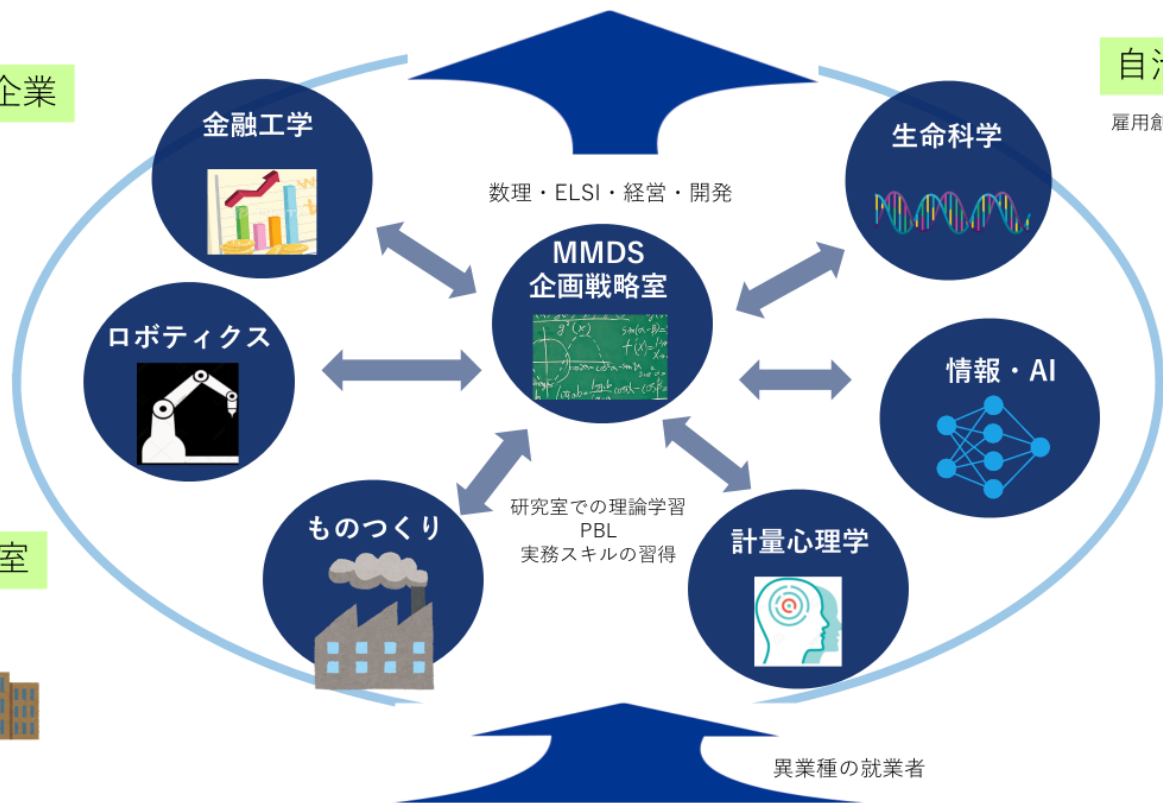 企業
自治
雇用創
金融工学
生命科学
数理・ELSI・経営・開発
MMDS
企画戦略室
ロボティクス
情報・AI
ものつくり
研究室での理論学習
PBL
実務スキルの習得
計量心理学
室
異業種の就業者